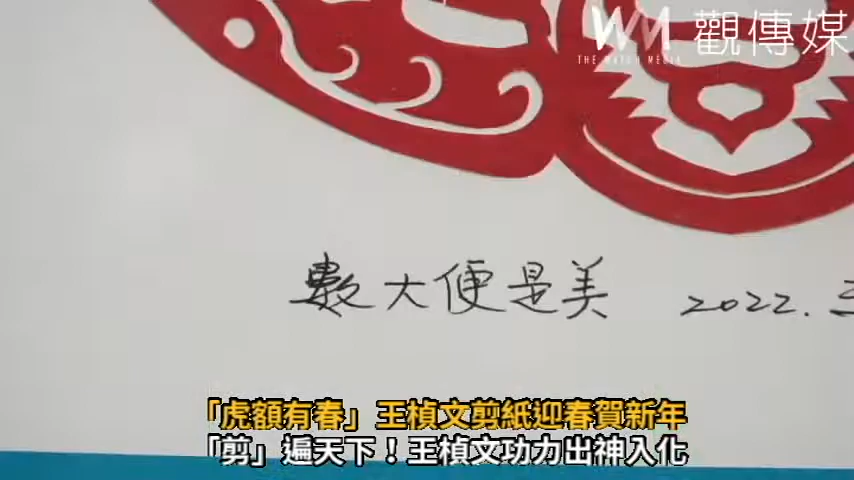 WM 觀傳媒
THE WATCH MEDIA
數大便是美 2022.
「虎額有春」王楨文剪紙迎春賀新年
「剪」遍天下！王楨文功力出神入化